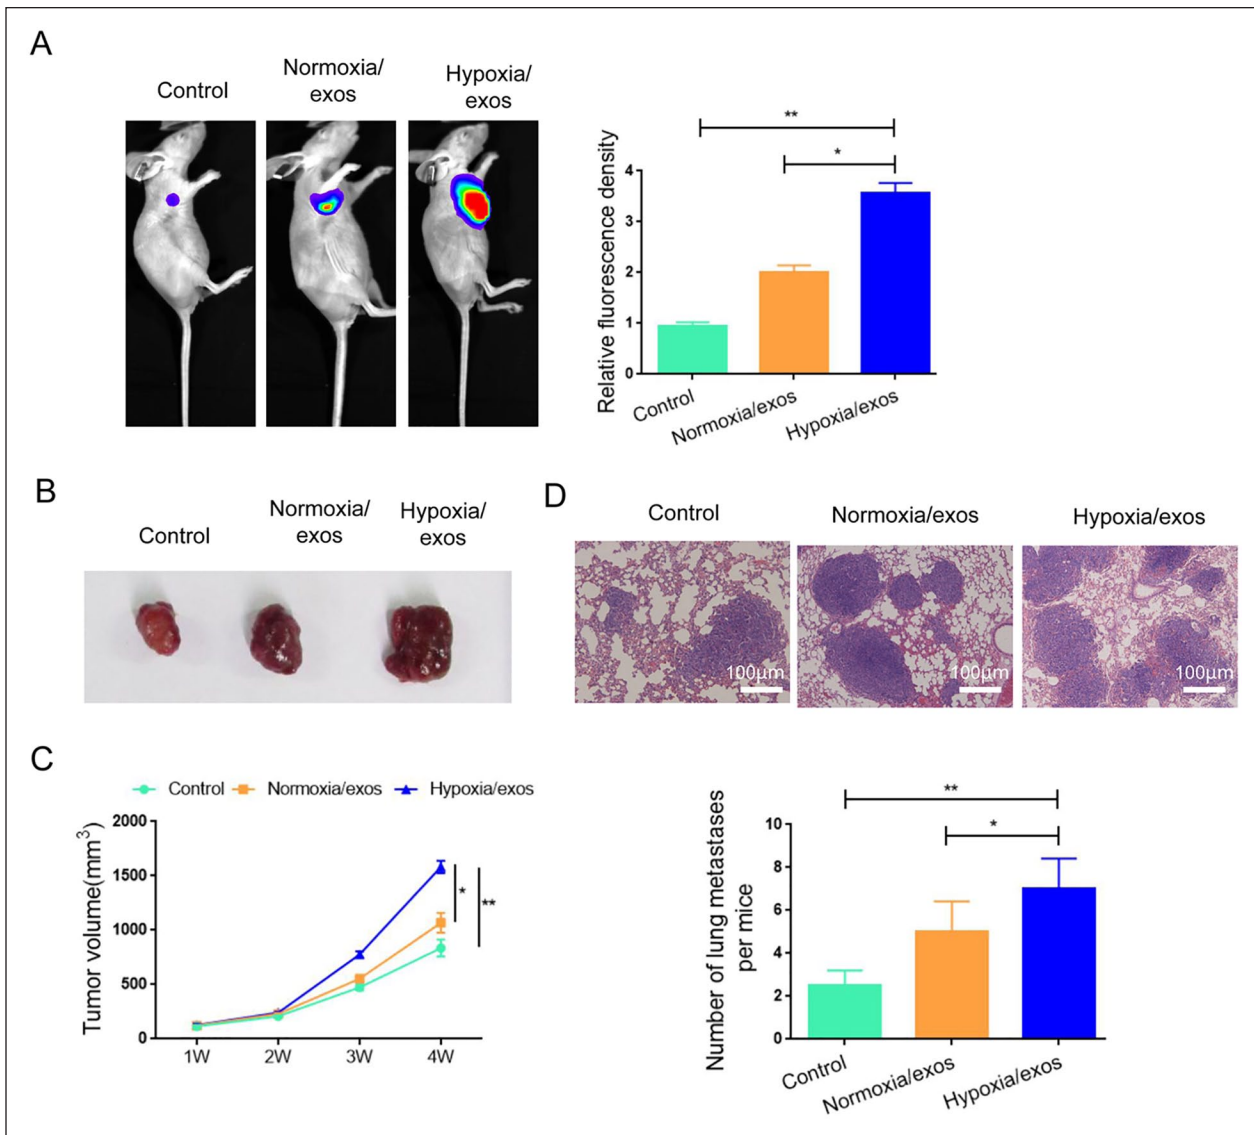 A
Control
Normoxia/
exos
Hypoxia/
exos
Relative fluorescence density
4
3
2
1
0
**
*
Control
Normoxia/exos
Hypoxia/exos
B
Control
Normoxia/
exos
Hypoxia/
exos
D
Control
Normoxia/exos
Hypoxia/exos
100μm
100μm
100μm
C
Control
Normoxia/exos
Hypoxia/exos
Tumor volume(mm³)
2000
1500
1000
500
0
*
**
1W
2W
3W
4W
Number of lung metastases
per mice
10
8
6
4
2
0
**
*
Control
Normoxia/exos
Hypoxia/exos